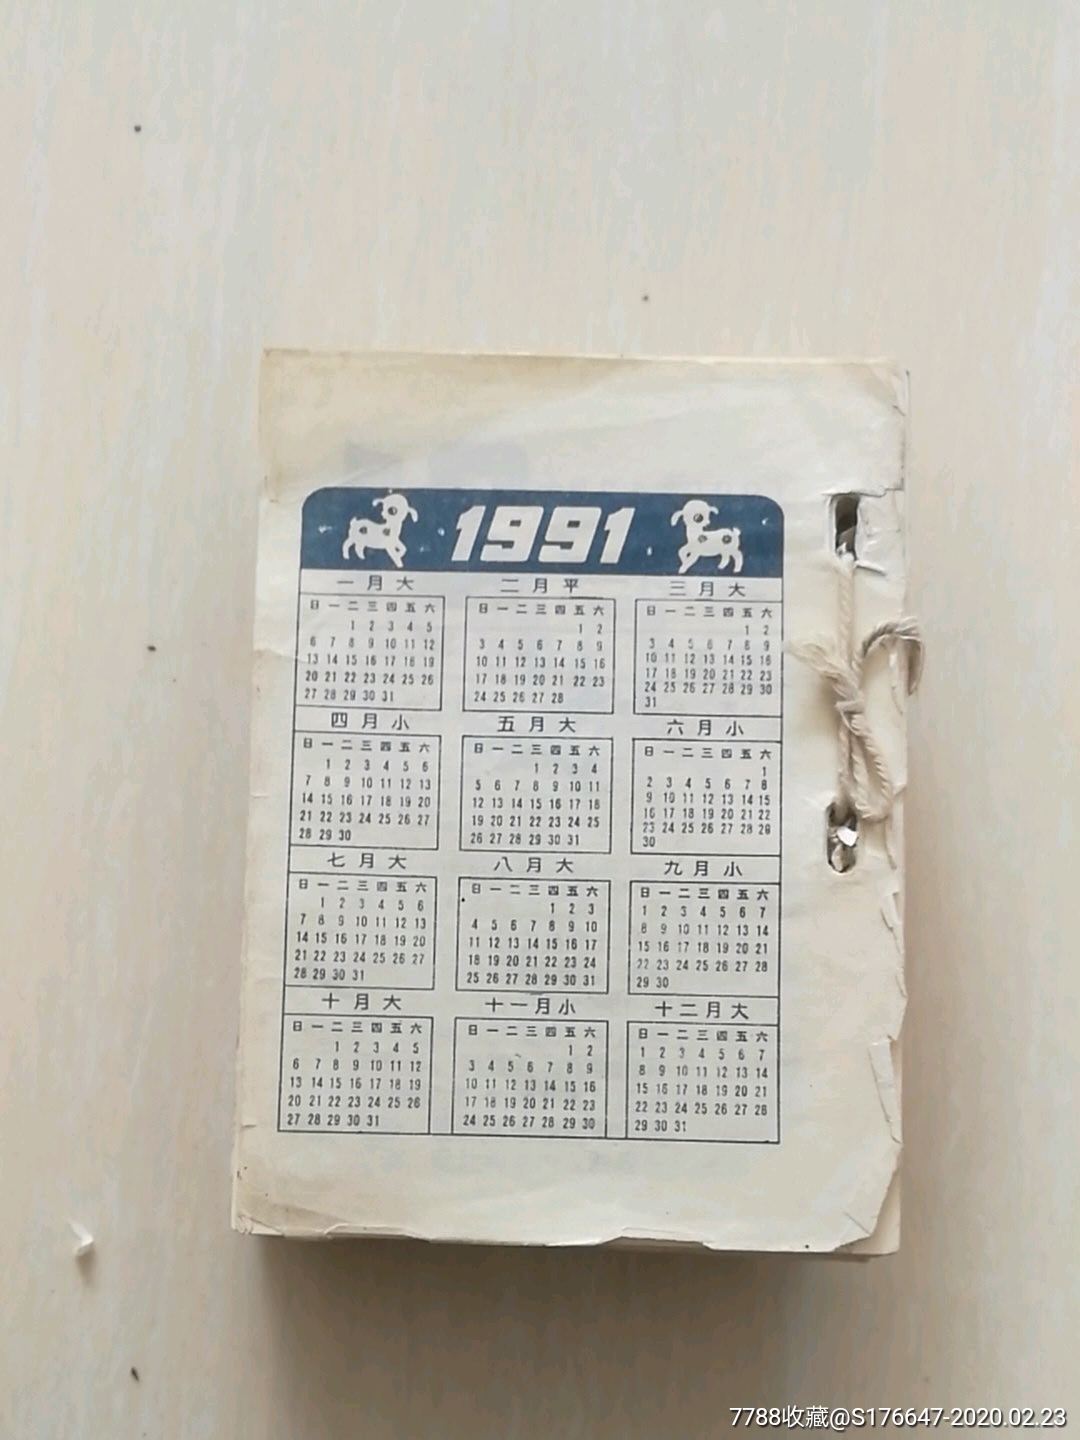 1991
一月大 二月平 三月大
日 一 二 三 四 五 六 日 一 二 三 四 五 六 日 一 二 三 四 五 六
1 2 3 4 5 1 2 1 2
6 7 8 9 10 11 12 3 4 5 6 7 8 9 3 4 5 6 7 8 9
13 14 15 16 17 18 19 10 11 12 13 14 15 16 10 11 12 13 14 15 16
20 21 22 23 24 25 26 17 18 19 20 21 22 23 17 18 19 20 21 22 23
27 28 29 30 31 24 25 26 27 28 24 25 26 27 28 29 30
31
四月小 五月大 六月小
日 一 二 三 四 五 六 日 一 二 三 四 五 六 日 一 二 三 四 五 六
1 2 3 4 5 6 1 2 3 4 1
7 8 9 10 11 12 13 5 6 7 8 9 10 11 2 3 4 5 6 7 8
14 15 16 17 18 19 20 12 13 14 15 16 17 18 9 10 11 12 13 14 15
21 22 23 24 25 26 27 19 20 21 22 23 24 25 16 17 18 19 20 21 22
28 29 30 26 27 28 29 30 31 23 24 25 26 27 28 29
30
七月大 八月大 九月小
日 一 二 三 四 五 六 日 一 二 三 四 五 六 日 一 二 三 四 五 六
1 2 3 4 5 6 1 2 3 1 2 3 4 5 6 7
7 8 9 10 11 12 13 4 5 6 7 8 9 10 8 9 10 11 12 13 14
14 15 16 17 18 19 20 11 12 13 14 15 16 17 15 16 17 18 19 20 21
21 22 23 24 25 26 27 18 19 20 21 22 23 24 22 23 24 25 26 27 28
28 29 30 31 25 26 27 28 29 30 31 29 30
十月大 十一月小 十二月大
日 一 二 三 四 五 六 日 一 二 三 四 五 六 日 一 二 三 四 五 六
1 2 3 4 5 1 2 1 2 3 4 5 6 7
6 7 8 9 10 11 12 3 4 5 6 7 8 9 8 9 10 11 12 13 14
13 14 15 16 17 18 19 10 11 12 13 14 15 16 15 16 17 18 19 20 21
20 21 22 23 24 25 26 17 18 19 20 21 22 23 22 23 24 25 26 27 28
27 28 29 30 31 24 25 26 27 28 29 30 29 30 31
7788收藏@S176647-2020.02.23